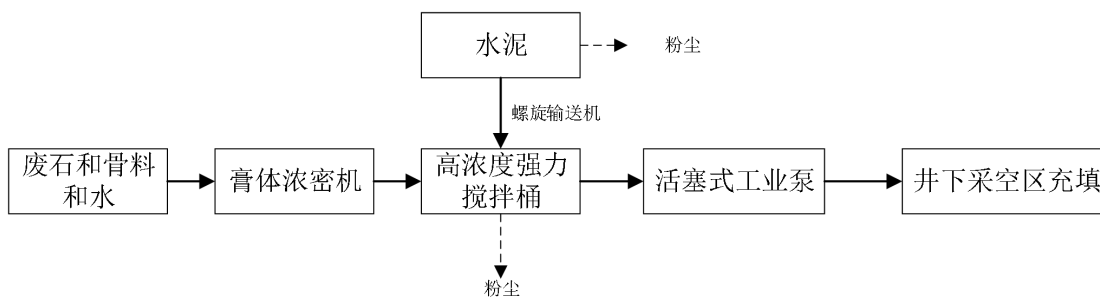 水泥
粉尘
螺旋输送机
废石和骨料
和水
膏体浓密机
高浓度强力
搅拌桶
活塞式工业泵
井下采空区充填
粉尘